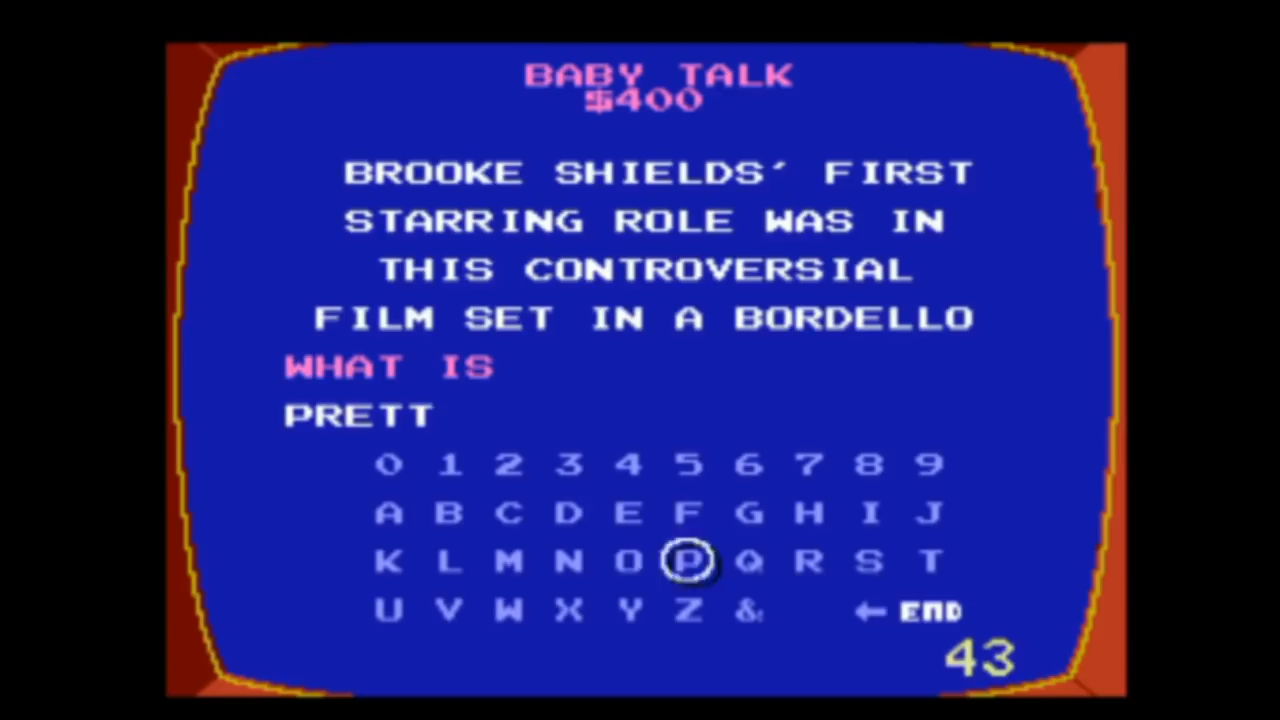 BABY TALK
$400
BROOKE SHIELDS' FIRST
STARRING ROLE WAS IN
THIS CONTROVERSIAL
FILM SET IN A BORDELLO
WHAT IS
PRETT
0 1 2 3 4 5 6 7 8 9
A B C D E F G H I J
K L M N O P Q R S T
U V W X Y Z & ← END
43